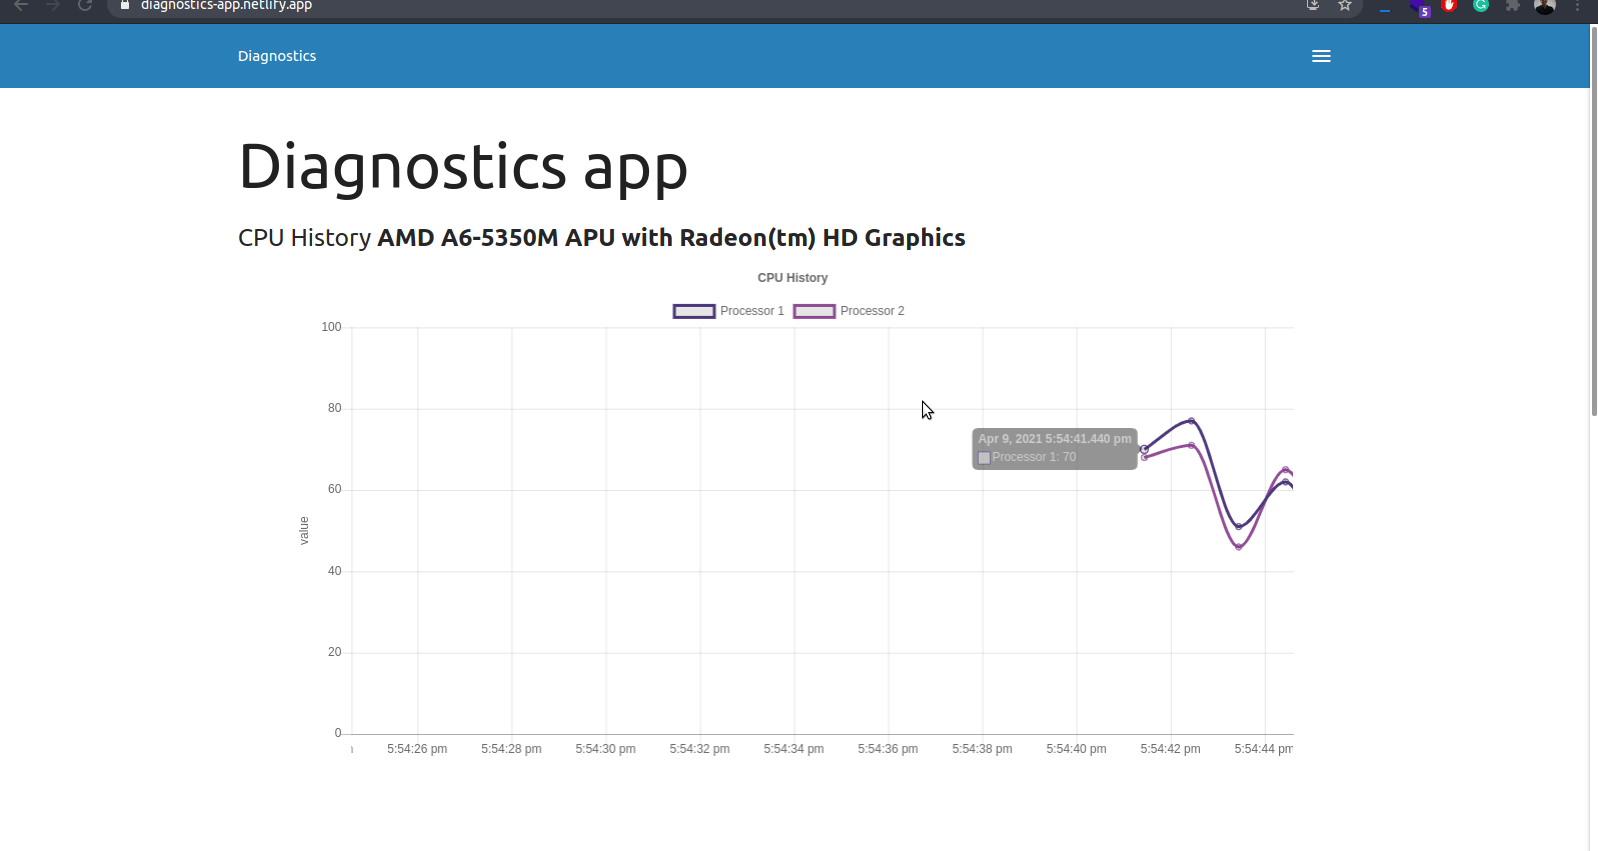 diagnostics-app.netlify.app
5
Diagnostics
Diagnostics app
CPU History AMD A6-5350M APU with Radeon(tm) HD Graphics
CPU History
Processor 1 Processor 2
100
80
Apr 9, 2021 5:54:41.440 pm
Processor 1: 70
60
value
40
20
0
5:54:26 pm 5:54:28 pm 5:54:30 pm 5:54:32 pm 5:54:34 pm 5:54:36 pm 5:54:38 pm 5:54:40 pm 5:54:42 pm 5:54:44 pm